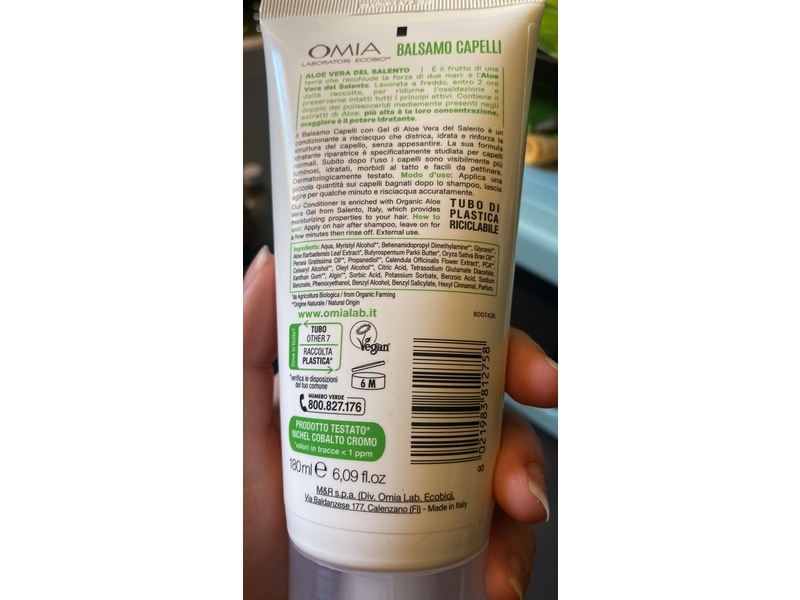 OMIA
LABORATORI ECOBIO™
BALSAMO CAPELLI
ALOE VERA DEL SALENTO | È il frutto di una
terra che racchiude la forza di due mari: è l'Aloe
Vera del Salento. Lavorata a freddo, entro 2 ore
dalla raccolta, per ridurne l'ossidazione e
preservarne intatti tutti i principi attivi. Contiene il
doppio dei polisaccaridi mediamente presenti negli
estratti di Aloe: più alta è la loro concentrazione,
maggiore è il potere idratante.
Il Balsamo Capelli con Gel di Aloe Vera del Salento è un
condizionante a risciacquo che districa, idrata e rinforza la
struttura del capello, senza appesantire. La sua formula
idratante riparatrice è specificatamente studiata per capelli
normali. Subito dopo l'uso i capelli sono visibilmente più
luminosi, idratati, morbidi al tatto e facili da pettinare.
Dermatologicamente testato. Modo d'uso: Applica una
piccola quantità sui capelli bagnati dopo lo shampoo, lascia
agire per qualche minuto e risciacqua accuratamente.
Our Conditioner is enriched with Organic Aloe
Vera Gel from Salento, Italy, which provides
moisturizing properties to your hair. How to
use: Apply on hair after shampoo, leave on for
a few minutes then rinse off. External use.
TUBO DI
PLASTICA
RICICLABILE
Ingredients: Aqua, Myristyl Alcohol**, Behenamidopropyl Dimethylamine**, Glycerin**,
Aloe Barbadensis Leaf Extract*, Butyrospermum Parkii Butter*, Oryza Sativa Bran Oil**,
Persea Gratissima Oil**, Propanediol**, Calendula Officinalis Flower Extract*, PCA**,
Cetearyl Alcohol**, Oleyl Alcohol**, Citric Acid, Tetrasodium Glutamate Diacetate,
Xanthan Gum**, Algin**, Sorbic Acid, Potassium Sorbate, Benzoic Acid, Sodium
Benzoate, Phenoxyethanol, Benzyl Alcohol, Benzyl Salicylate, Hexyl Cinnamal, Parfum.
*da Agricoltura Biologica / from Organic Farming
**Origine Naturale / Natural Origin
www.omialab.it
8007426
TUBO
OTHER 7
RACCOLTA
PLASTICA*
*verifica le disposizioni
del tuo comune
Vegan
6 M
NUMERO VERDE
800.827.176
PRODOTTO TESTATO*
NICHEL COBALTO CROMO
*valori in tracce < 1 ppm
180ml e 6,09 fl.oz
M&R s.p.a. (Div. Omia Lab. Ecobio),
Via Baldanzese 177, Calenzano (FI) - Made in Italy
8 021983 812758